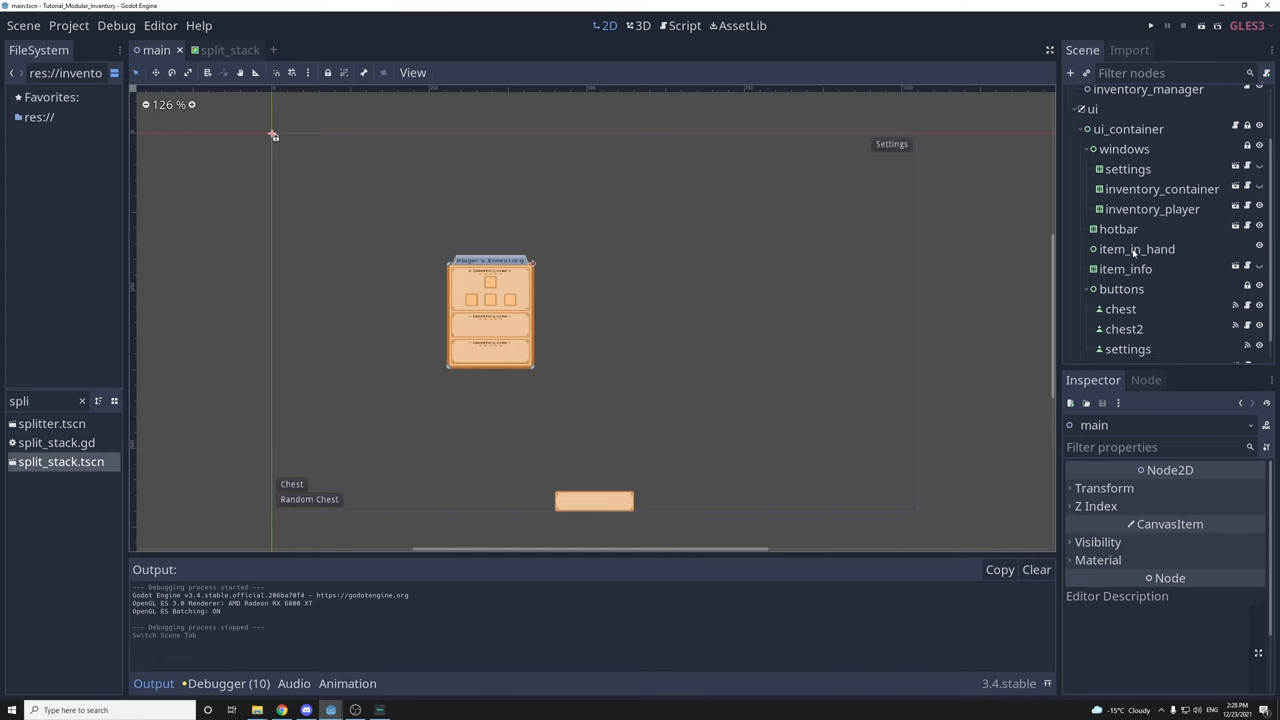 main.tscn - Tutorial_Modular_Inventory - Godot Engine
Scene Project Debug Editor Help
2D 3D Script AssetLib
GLES3
FileSystem
res://invento
Favorites:
res://
spli
splitter.tscn
split_stack.gd
split_stack.tscn
main
split_stack
View
126 %
Settings
Player's Inventory
Chest
Random Chest
Output:
Copy Clear
--- Debugging process started ---
Godot Engine v3.4.stable.official.206ba70f4 - https://godotengine.org
OpenGL ES 3.0 Renderer: AMD Radeon RX 6800 XT
OpenGL ES Batching: ON
--- Debugging process stopped ---
Switch Scene Tab
Output Debugger (10) Audio Animation
3.4.stable
Scene Import
Filter nodes
inventory_manager
ui
ui_container
windows
settings
inventory_container
inventory_player
hotbar
item_in_hand
item_info
buttons
chest
chest2
settings
Inspector Node
main
Filter properties
Node2D
Transform
Z Index
CanvasItem
Visibility
Material
Node
Editor Description
Type here to search
-15°C Cloudy
ENG
2:28 PM
12/23/2021